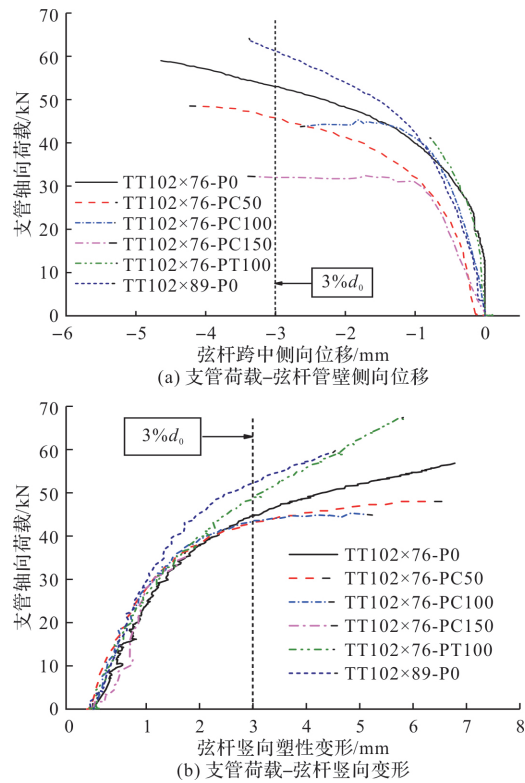 70
60
50
40
30
20
10
0
支管轴向荷载/kN
TT102×76-P0
TT102×76-PC50
TT102×76-PC100
TT102×76-PC150
TT102×76-PT100
TT102×89-P0
3%d₀
−6 −5 −4 −3 −2 −1 0
弦杆跨中侧向位移/mm
(a) 支管荷载–弦杆管壁侧向位移
70
60
50
40
30
20
10
0
支管轴向荷载/kN
3%d₀
TT102×76-P0
TT102×76-PC50
TT102×76-PC100
TT102×76-PC150
TT102×76-PT100
TT102×89-P0
0 1 2 3 4 5 6 7 8
弦杆竖向塑性变形/mm
(b) 支管荷载–弦杆竖向变形